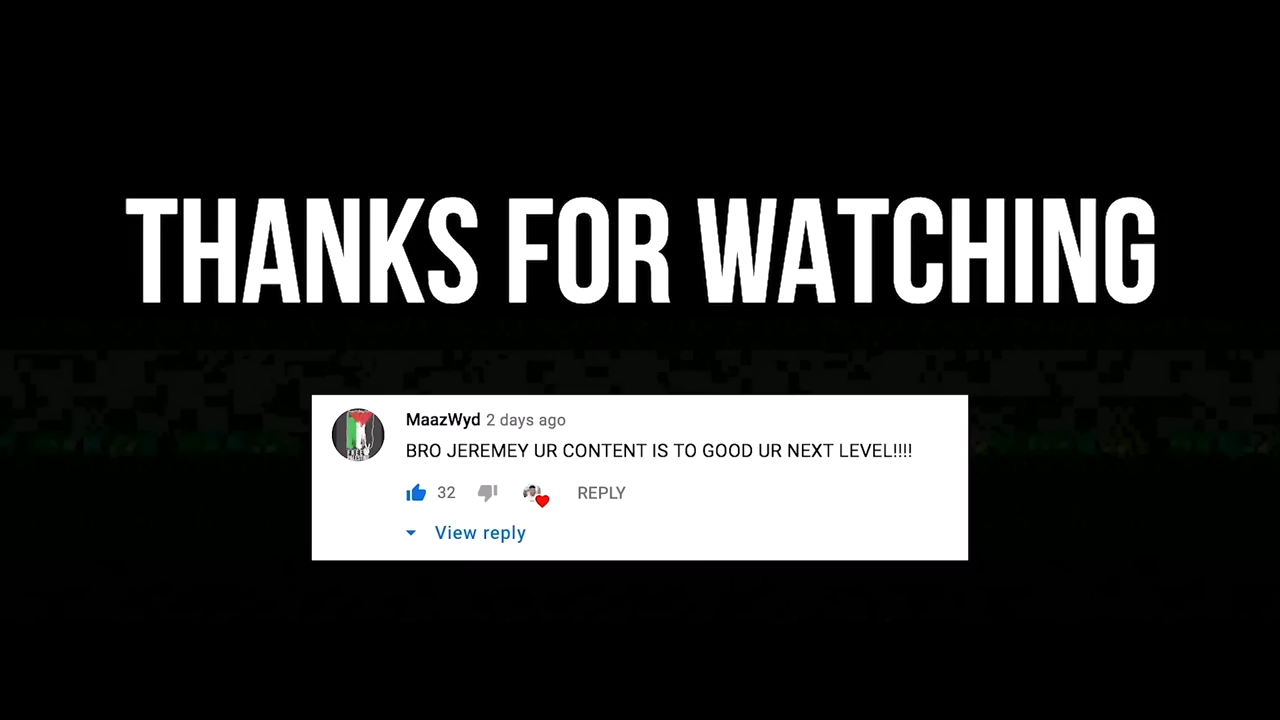 THANKS FOR WATCHING
MaazWyd 2 days ago
BRO JEREMEY UR CONTENT IS TO GOOD UR NEXT LEVEL!!!!
32 REPLY
View reply